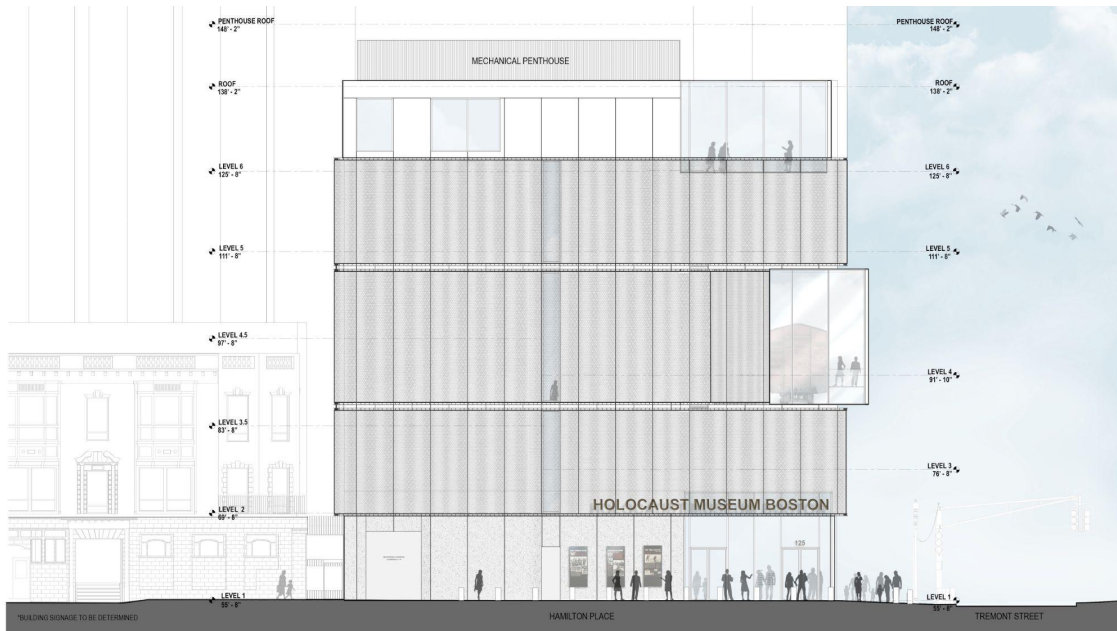 PENTHOUSE ROOF
148' - 2"
PENTHOUSE ROOF
148' - 2"
MECHANICAL PENTHOUSE
ROOF
138' - 2"
ROOF
138' - 2"
LEVEL 6
125' - 8"
LEVEL 6
125' - 8"
LEVEL 5
111' - 8"
LEVEL 5
111' - 8"
LEVEL 4.5
97' - 8"
LEVEL 4
91' - 10"
LEVEL 3.5
83' - 8"
LEVEL 3
76' - 8"
HOLOCAUST MUSEUM BOSTON
LEVEL 2
69' - 8"
125
LEVEL 1
55' - 8"
LEVEL 1
55' - 8"
*BUILDING SIGNAGE TO BE DETERMINED
HAMILTON PLACE
TREMONT STREET